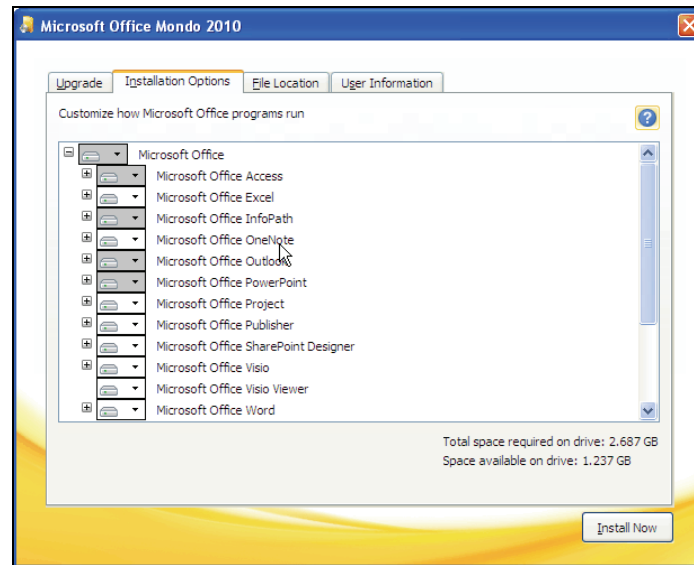 Microsoft Office Mondo 2010
Upgrade Installation Options File Location User Information
Customize how Microsoft Office programs run
Microsoft Office
Microsoft Office Access
Microsoft Office Excel
Microsoft Office InfoPath
Microsoft Office OneNote
Microsoft Office Outlook
Microsoft Office PowerPoint
Microsoft Office Project
Microsoft Office Publisher
Microsoft Office SharePoint Designer
Microsoft Office Visio
Microsoft Office Visio Viewer
Microsoft Office Word
Total space required on drive: 2.687 GB
Space available on drive: 1.237 GB
Install Now